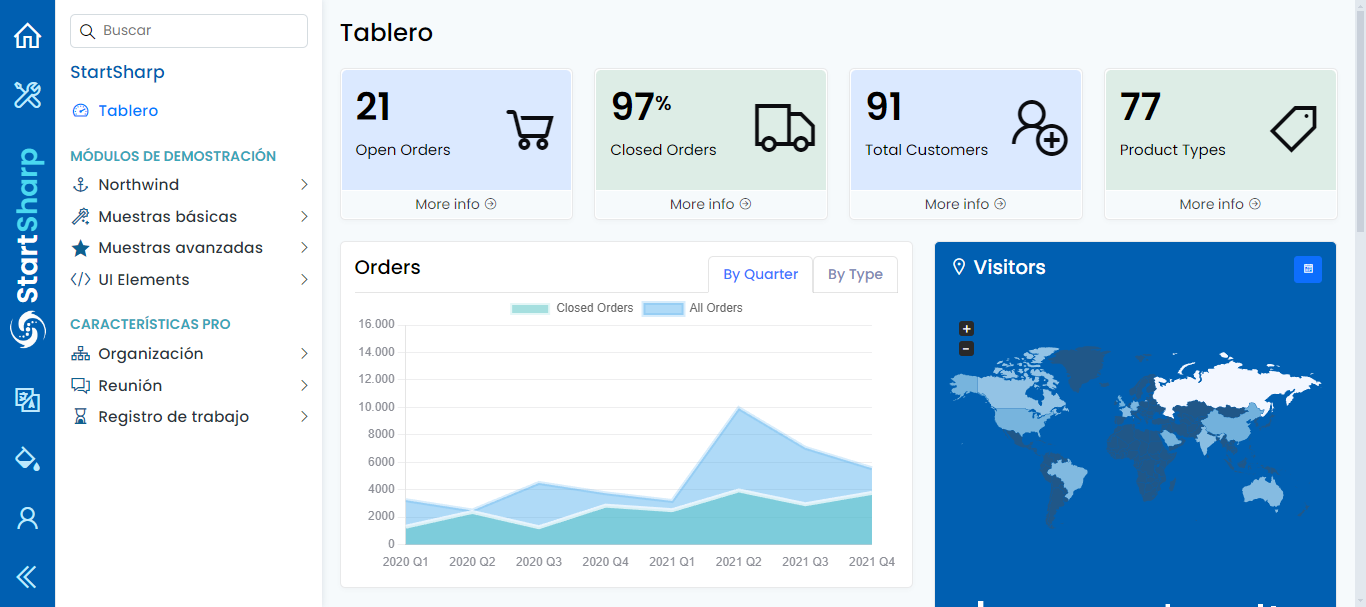 StartSharp
Buscar
StartSharp
Tablero
MÓDULOS DE DEMOSTRACIÓN
Northwind
Muestras básicas
Muestras avanzadas
UI Elements
CARACTERÍSTICAS PRO
Organización
Reunión
Registro de trabajo
Tablero
21
Open Orders
More info
97%
Closed Orders
More info
91
Total Customers
More info
77
Product Types
More info
Orders
By Quarter
By Type
Closed Orders
All Orders
16.000
14.000
12.000
10.000
8000
6000
4000
2000
0
2020 Q1
2020 Q2
2020 Q3
2020 Q4
2021 Q1
2021 Q2
2021 Q3
2021 Q4
Visitors
+
-